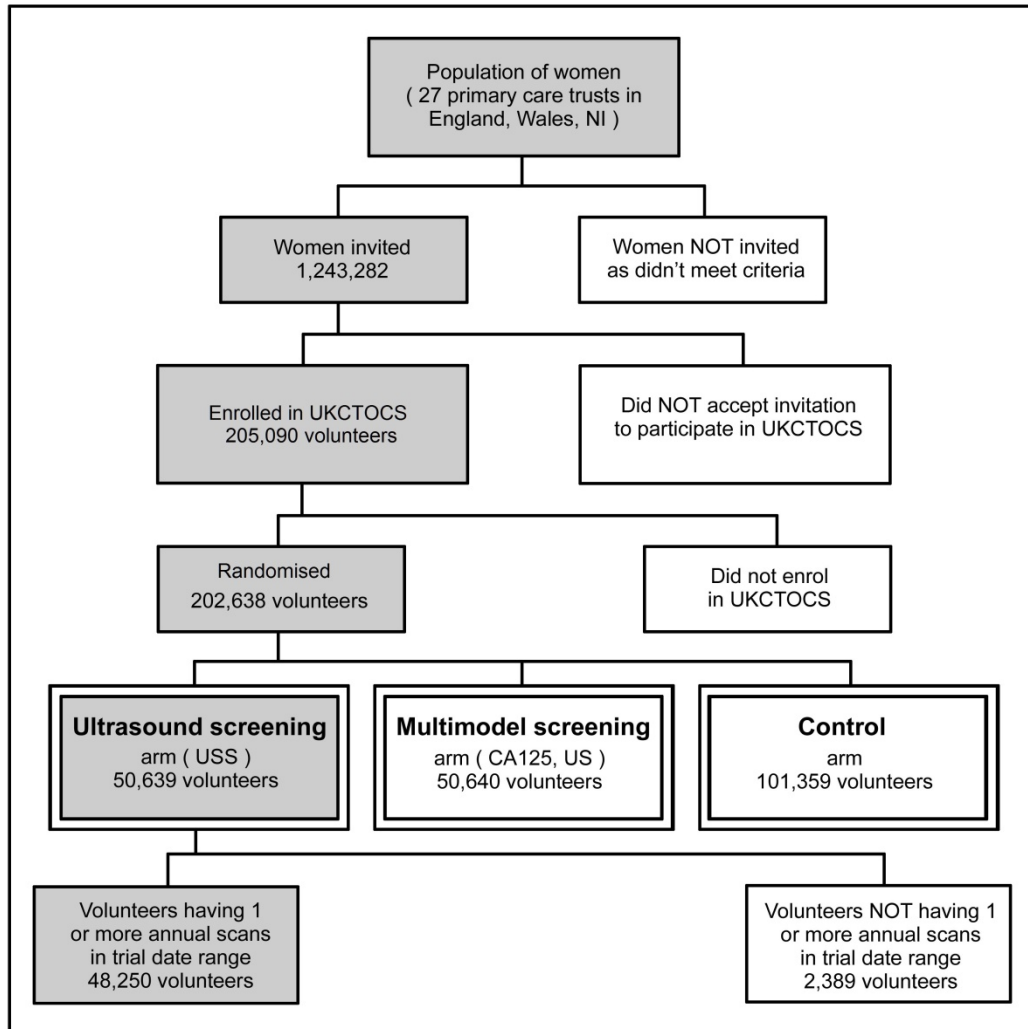 Population of women
( 27 primary care trusts in
England, Wales, NI )
Women invited
1,243,282
Women NOT invited
as didn't meet criteria
Enrolled in UKCTOCS
205,090 volunteers
Did NOT accept invitation
to participate in UKCTOCS
Randomised
202,638 volunteers
Did not enrol
in UKCTOCS
Ultrasound screening
arm ( USS )
50,639 volunteers
Multimodel screening
arm ( CA125, US )
50,640 volunteers
Control
arm
101,359 volunteers
Volunteers having 1
or more annual scans
in trial date range
48,250 volunteers
Volunteers NOT having 1
or more annual scans
in trial date range
2,389 volunteers